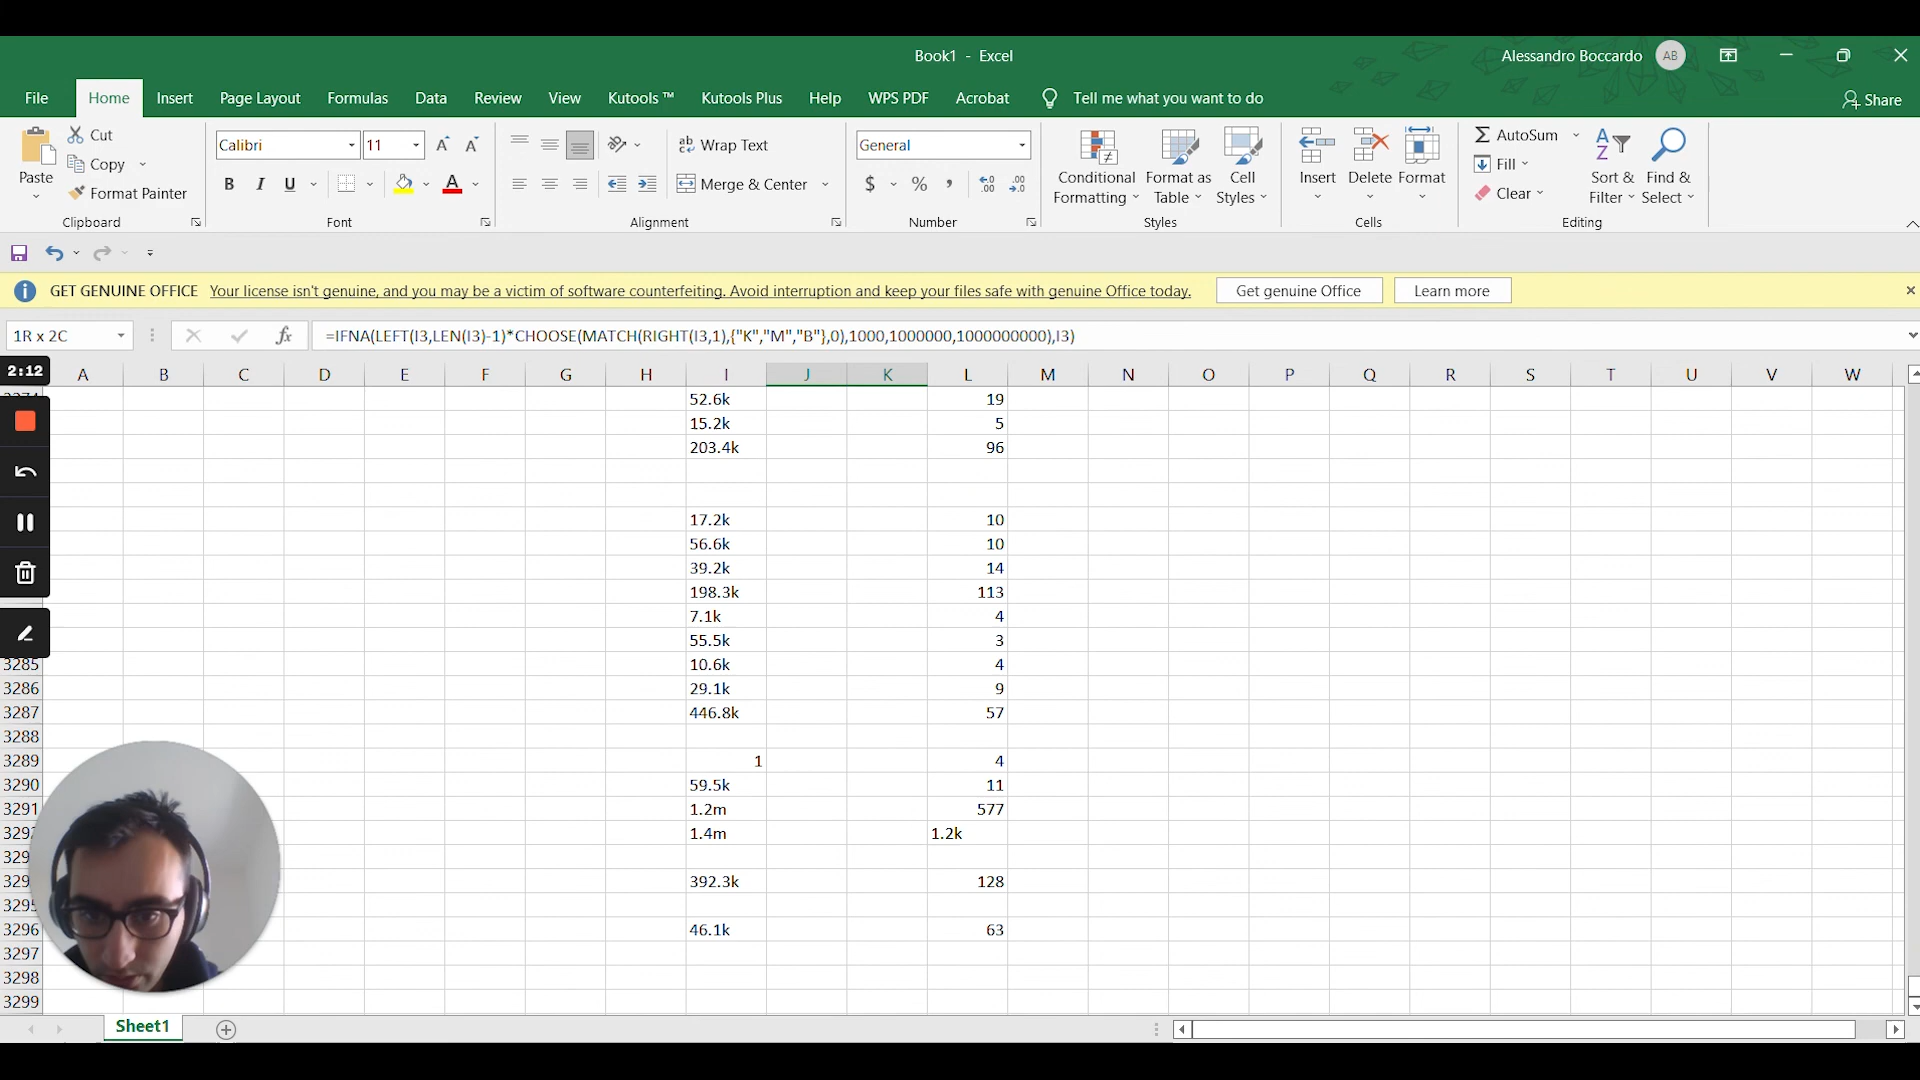 Book1 - Excel
Alessandro Boccardo
AB
File
Home
Insert
Page Layout
Formulas
Data
Review
View
Kutools ™
Kutools Plus
Help
WPS PDF
Acrobat
Tell me what you want to do
Share
Paste
Cut
Copy
Format Painter
Clipboard
Calibri
11
B I U
Font
Wrap Text
Merge & Center
Alignment
General
$ % ,
Number
Conditional Formatting
Format as Table
Cell Styles
Styles
Insert
Delete
Format
Cells
AutoSum
Fill
Clear
Sort & Filter
Find & Select
Editing
GET GENUINE OFFICE Your license isn't genuine, and you may be a victim of software counterfeiting. Avoid interruption and keep your files safe with genuine Office today.
Get genuine Office
Learn more
1R x 2C
fx
=IFNA(LEFT(I3,LEN(I3)-1)*CHOOSE(MATCH(RIGHT(I3,1),{"K","M","B"},0),1000,1000000,1000000000),I3)
2:12
A B C D E F G H I J K L M N O P Q R S T U V W
52.6k 19
15.2k 5
203.4k 96
17.2k 10
56.6k 10
39.2k 14
198.3k 113
7.1k 4
55.5k 3
3285 10.6k 4
3286 29.1k 9
3287 446.8k 57
3288
3289 1 4
3290 59.5k 11
3291 1.2m 577
1.4m 1.2k
392.3k 128
3295
3296 46.1k 63
3297
3298
3299
Sheet1